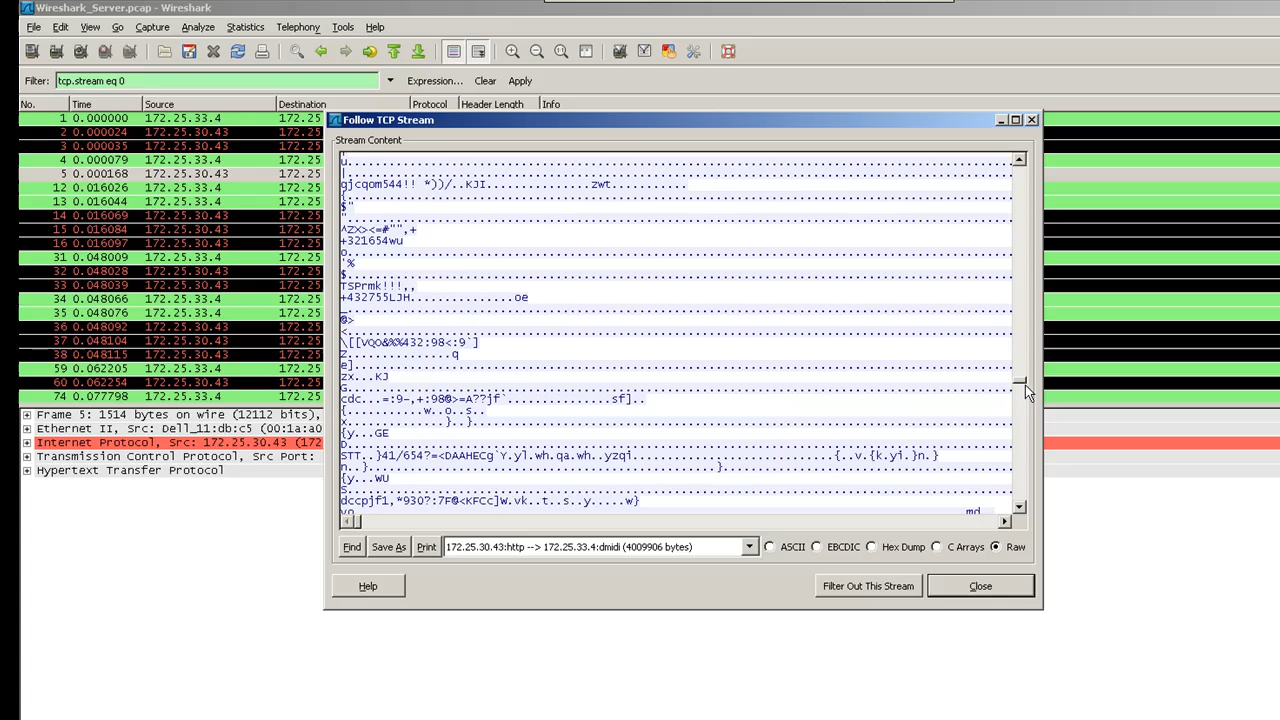 Wireshark_Server.pcap - Wireshark
File Edit View Go Capture Analyze Statistics Telephony Tools Help
Filter: tcp.stream eq 0 Expression... Clear Apply
No. Time Source Destination Protocol Header Length Info
1 0.000000 172.25.33.4 172.25
2 0.000024 172.25.30.43 172.25
3 0.000035 172.25.30.43 172.25
4 0.000079 172.25.33.4 172.25
5 0.000168 172.25.30.43 172.25
12 0.016026 172.25.33.4 172.25
13 0.016044 172.25.33.4 172.25
14 0.016069 172.25.30.43 172.25
15 0.016084 172.25.30.43 172.25
16 0.016097 172.25.30.43 172.25
31 0.048009 172.25.33.4 172.25
32 0.048028 172.25.30.43 172.25
33 0.048039 172.25.30.43 172.25
34 0.048066 172.25.33.4 172.25
35 0.048076 172.25.33.4 172.25
36 0.048092 172.25.30.43 172.25
37 0.048104 172.25.30.43 172.25
38 0.048115 172.25.30.43 172.25
59 0.062205 172.25.33.4 172.25
60 0.062254 172.25.30.43 172.25
74 0.077798 172.25.33.4 172.25
Frame 5: 1514 bytes on wire (12112 bits),
Ethernet II, Src: Dell_11:db:c5 (00:1a:a0
Internet Protocol, Src: 172.25.30.43 (172
Transmission Control Protocol, Src Port:
Hypertext Transfer Protocol
Follow TCP Stream
Stream Content
$"
^ZX><=#"",+
+321654wu
o.
'%
TSPrmk!!!,,
+432755LJH...............oe
@>
\[[VQO&%%432:98<:9`]
Z..............q
zx...KJ
{y...GE
{y...WU
Find Save As Print 172.25.30.43:http --> 172.25.33.4:dmidi (4009906 bytes) ASCII EBCDIC Hex Dump C Arrays Raw
Help Filter Out This Stream Close